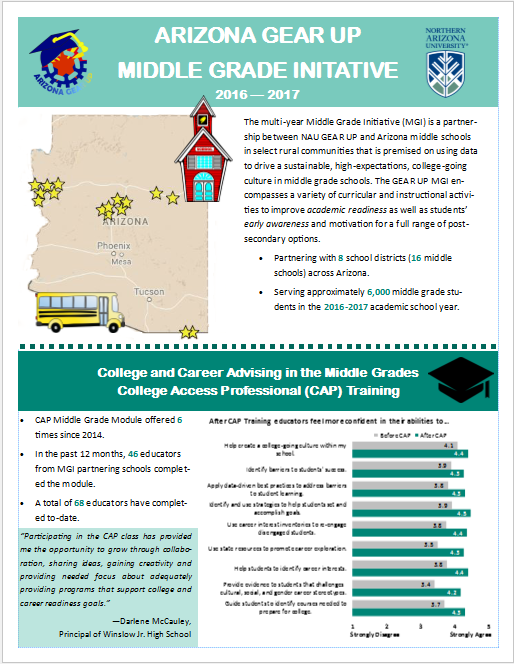 ARIZONA GEAR UP
MIDDLE GRADE INITATIVE
2016 — 2017
ARIZONA GEAR UP
NORTHERN
ARIZONA
UNIVERSITY
The multi-year Middle Grade Initiative (MGI) is a partner-
ship between NAU GEAR UP and Arizona middle schools
in select rural communities that is premised on using data
to drive a sustainable, high-expectations, college-going
culture in middle grade schools. The GEAR UP MGI en-
compasses a variety of curricular and instructional activi-
ties to improve academic readiness as well as students'
early awareness and motivation for a full range of post-
secondary options.
• Partnering with 8 school districts (16 middle
schools) across Arizona.
• Serving approximately 6,000 middle grade stu-
dents in the 2016-2017 academic school year.
ARIZONA
Phoenix
Mesa
Tucson
College and Career Advising in the Middle Grades
College Access Professional (CAP) Training
• CAP Middle Grade Module offered 6
times since 2014.
• In the past 12 months, 46 educators
from MGI partnering schools complet-
ed the module.
• A total of 68 educators have complet-
ed to-date.
"Participating in the CAP class has provided
me the opportunity to grow through collabo-
ration, sharing ideas, gaining creativity and
providing needed focus about adequately
providing programs that support college and
career readiness goals."
—Darlene McCauley,
Principal of Winslow Jr. High School
After CAP Training educators feel more confident in their abilities to...
Before CAP After CAP
Help create a college-going culture within my
school.
4.1
4.4
Identify barriers to students' success.
3.9
4.3
Apply data-driven best practices to address barriers
to student learning.
3.8
4.3
Identify and use strategies to help students set and
accomplish goals.
3.9
4.5
Use career interest inventories to re-engage
disengaged students.
3.8
4.4
Use state resources to promote career exploration.
3.5
4.3
Help students to identify career interests.
3.8
4.4
Provide evidence to students that challenges
cultural, social, and gender career stereotypes.
3.4
4.2
Guide students to identify courses needed to
prepare for college.
3.7
4.3
1 2 3 4 5
Strongly Disagree Strongly Agree